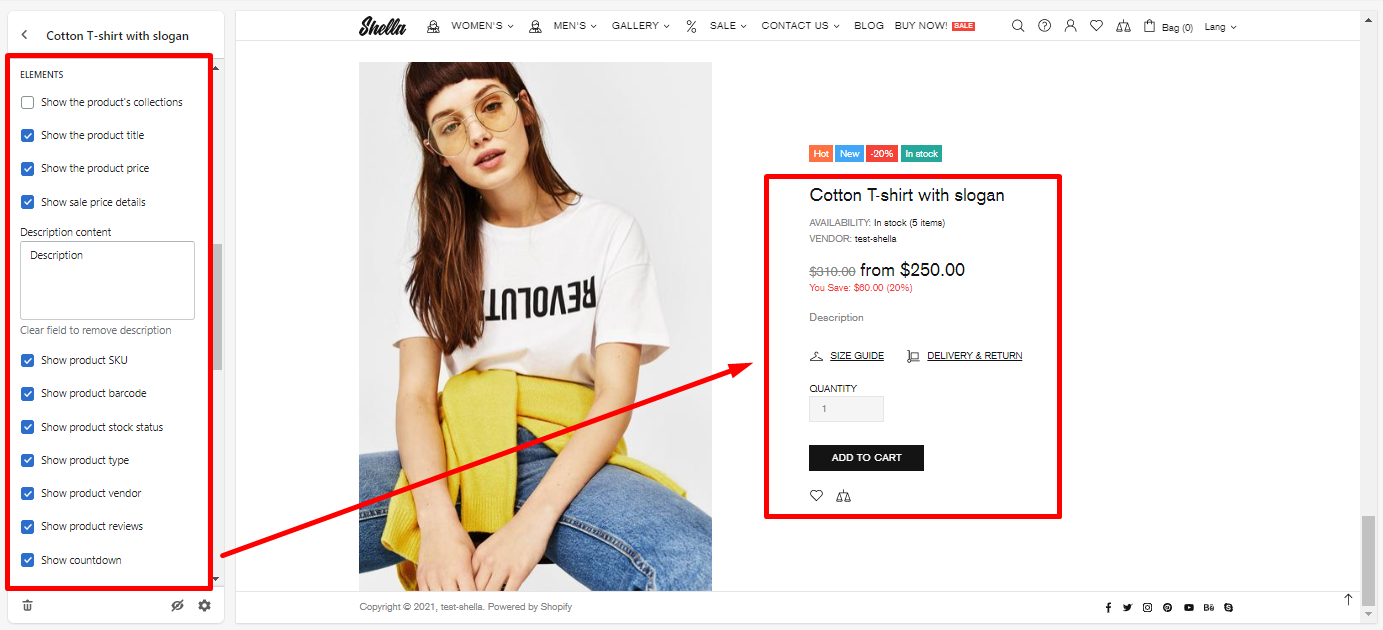 Cotton T-shirt with slogan
ELEMENTS
Show the product's collections
Show the product title
Show the product price
Show sale price details
Description content
Description
Clear field to remove description
Show product SKU
Show product barcode
Show product stock status
Show product type
Show product vendor
Show product reviews
Show countdown
Shella
WOMEN'S
MEN'S
GALLERY
SALE
CONTACT US
BLOG
BUY NOW! SALE
Bag (0)
Lang
REVOLUTI
Hot New -20% In stock
Cotton T-shirt with slogan
AVAILABILITY: In stock (5 items)
VENDOR: test-shella
$310.00 from $250.00
You Save: $60.00 (20%)
Description
SIZE GUIDE
DELIVERY & RETURN
QUANTITY
1
ADD TO CART
Copyright © 2021, test-shella. Powered by Shopify